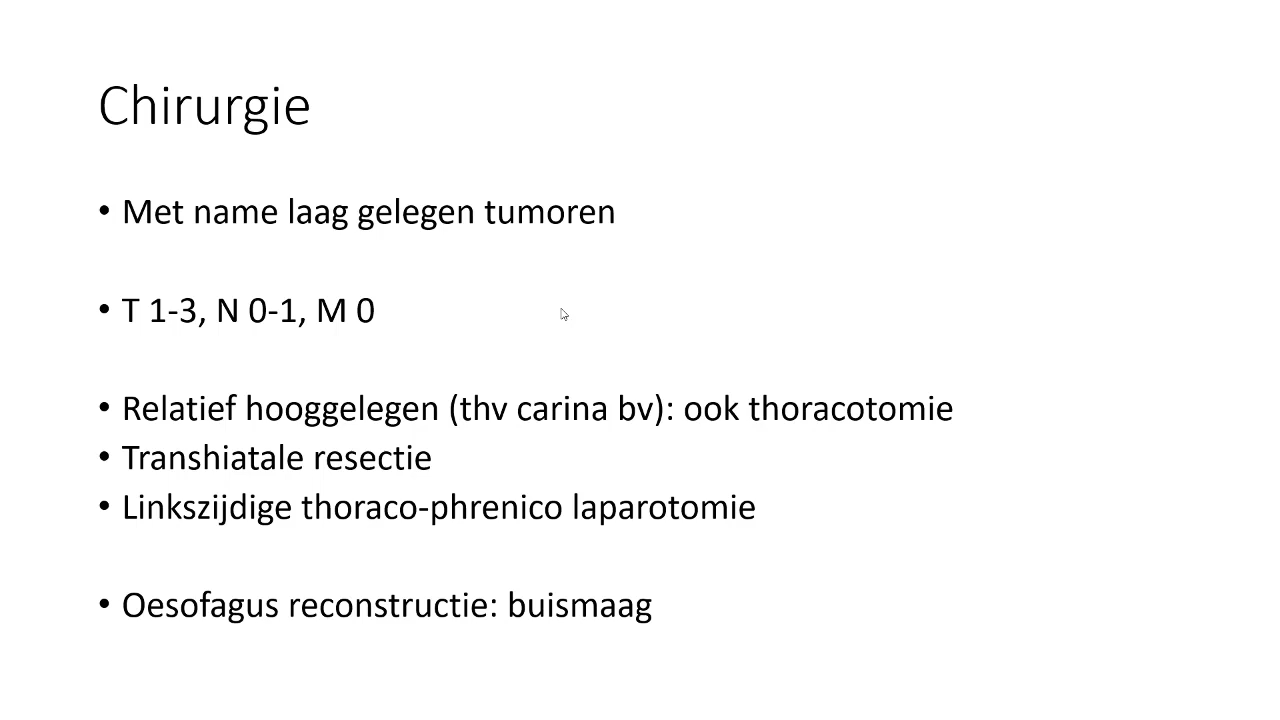 Chirurgie
• Met name laag gelegen tumoren
• T 1-3, N 0-1, M 0
• Relatief hooggelegen (thv carina bv): ook thoracotomie
• Transhiatale resectie
• Linkszijdige thoraco-phrenico laparotomie
• Oesofagus reconstructie: buismaag